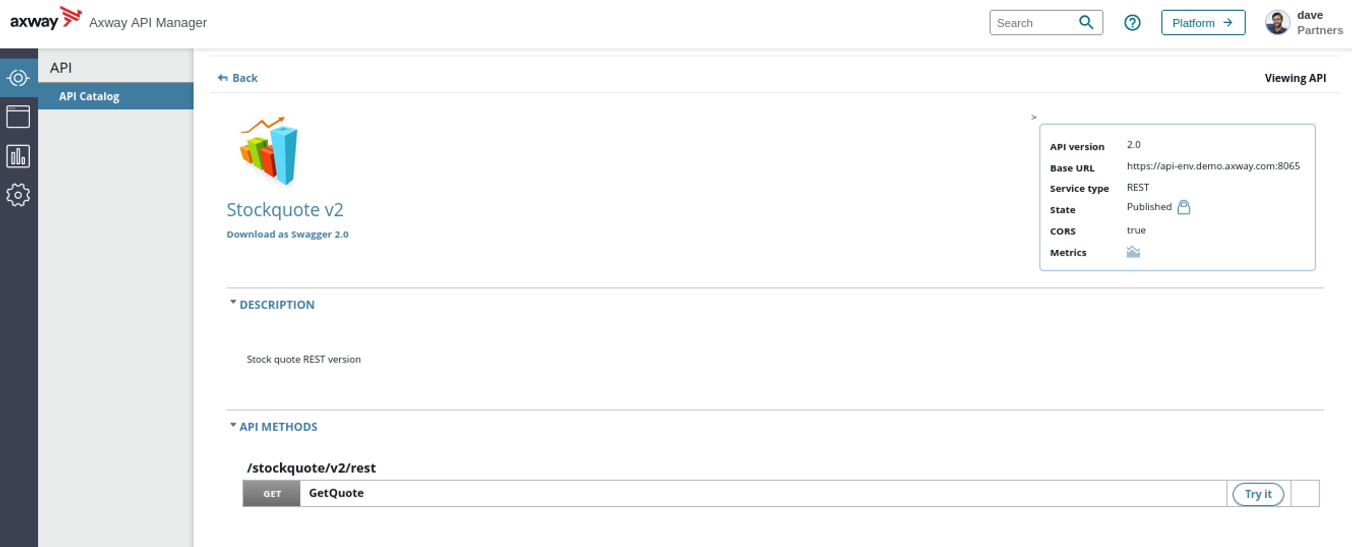 axway Axway API Manager Search ? Platform → dave
Partners
API
API Catalog
Back Viewing API
>
Stockquote v2
Download as Swagger 2.0
API version 2.0
Base URL https://api-env.demo.axway.com:8065
Service type REST
State Published
CORS true
Metrics
DESCRIPTION
Stock quote REST version
API METHODS
/stockquote/v2/rest
GET GetQuote Try it